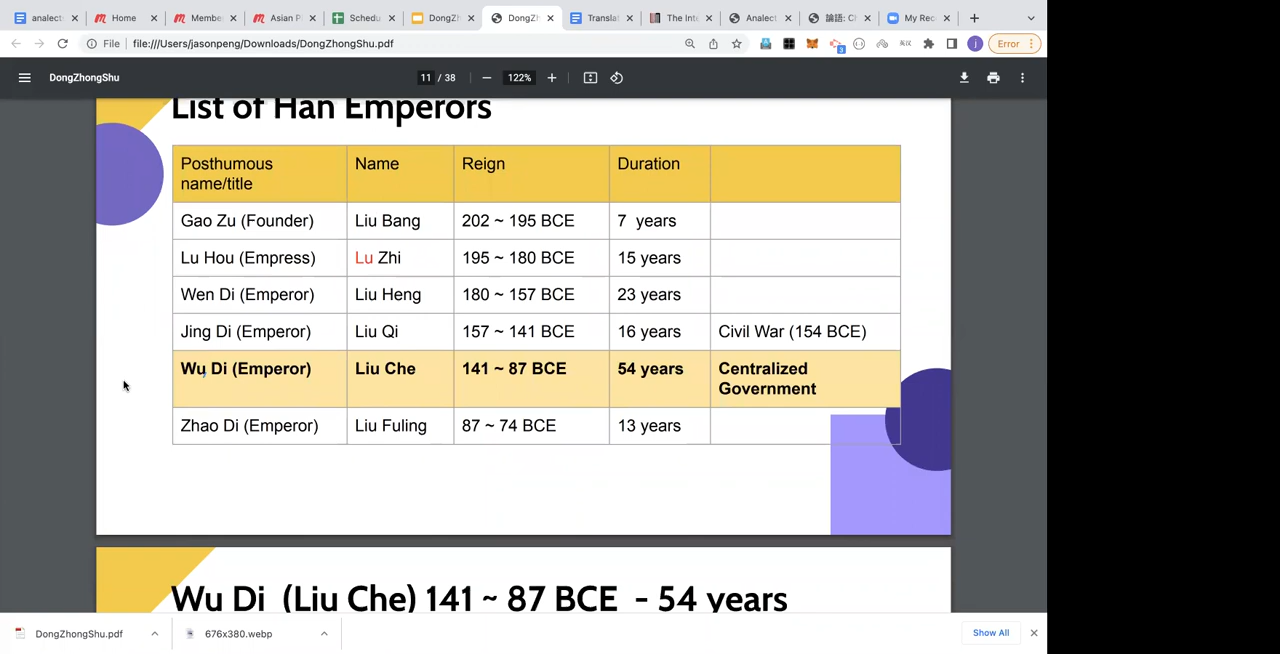 analect
Home
Membe
Asian P
Schedu
DongZh
DongZ
Translat
The Int
Analect
論語: C
My Rec
File
file:///Users/jasonpeng/Downloads/DongZhongShu.pdf
Error
DongZhongShu
11 / 38
122%
List of Han Emperors
Posthumous name/title Name Reign Duration
Gao Zu (Founder) Liu Bang 202 ~ 195 BCE 7 years
Lu Hou (Empress) Lu Zhi 195 ~ 180 BCE 15 years
Wen Di (Emperor) Liu Heng 180 ~ 157 BCE 23 years
Jing Di (Emperor) Liu Qi 157 ~ 141 BCE 16 years Civil War (154 BCE)
Wu Di (Emperor) Liu Che 141 ~ 87 BCE 54 years Centralized Government
Zhao Di (Emperor) Liu Fuling 87 ~ 74 BCE 13 years
Wu Di (Liu Che) 141 ~ 87 BCE - 54 years
DongZhongShu.pdf
676x380.webp
Show All